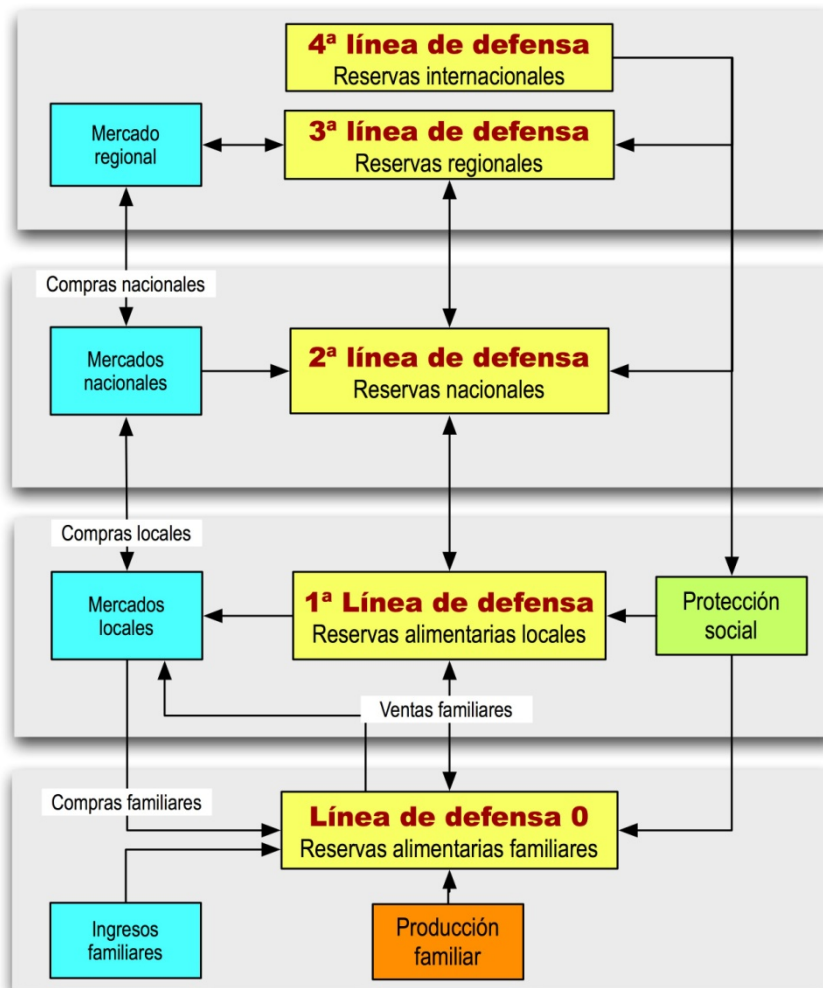 4ª línea de defensa
Reservas internacionales
Mercado
regional
3ª línea de defensa
Reservas regionales
Compras nacionales
Mercados
nacionales
2ª línea de defensa
Reservas nacionales
Compras locales
Mercados
locales
1ª Línea de defensa
Reservas alimentarias locales
Protección
social
Ventas familiares
Compras familiares
Línea de defensa 0
Reservas alimentarias familiares
Ingresos
familiares
Producción
familiar